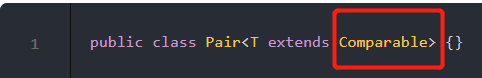 1 public class Pair<T extends Comparable> {}